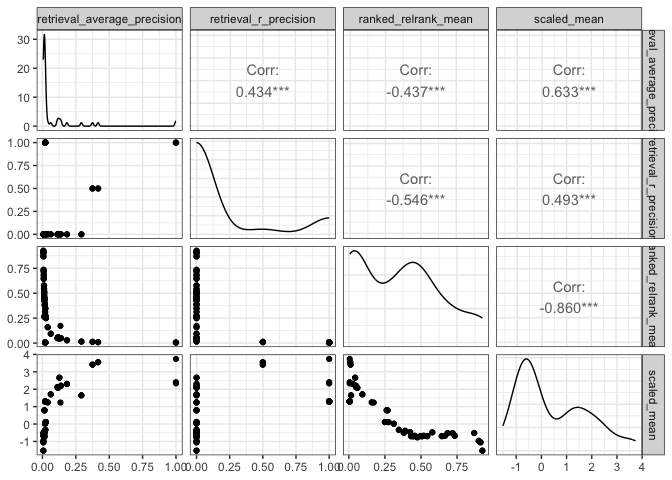 retrieval_average_precision retrieval_r_precision ranked_relrank_mean scaled_mean
30
20
10
0
Corr:
0.434***
Corr:
-0.437***
Corr:
0.633***
1.00
0.75
0.50
0.25
0.00
Corr:
-0.546***
Corr:
0.493***
etrieval_r_precision
0.75
0.50
0.25
0.00
Corr:
-0.860***
4
3
2
1
0
-1
scaled_mean
0.00 0.25 0.50 0.75 1.00 0.00 0.25 0.50 0.75 1.00 0.00 0.25 0.50 0.75 -1 0 1 2 3 4